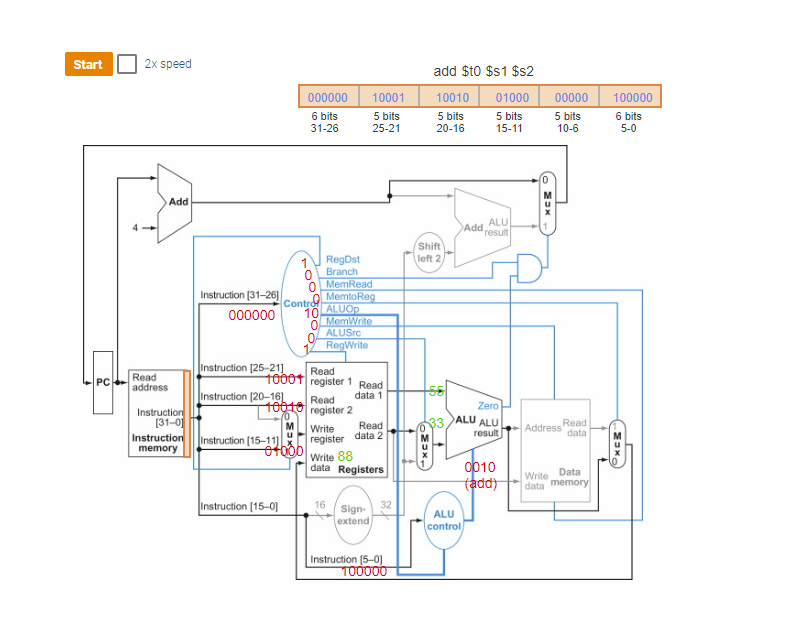 Start 2x speed
add $t0 $s1 $s2
000000 10001 10010 01000 00000 100000
6 bits 5 bits 5 bits 5 bits 5 bits 6 bits
31-26 25-21 20-16 15-11 10-6 5-0
Add
4
0
M
u
x
1
Add ALU
result
Shift
left 2
RegDst
Branch
MemRead
MemtoReg
ALUOp
MemWrite
ALUSrc
RegWrite
1
0
0
0
10
0
0
1
Control
Instruction [31–26]
000000
PC
Read
address
Instruction
[31–0]
Instruction
memory
Instruction [25–21]
10001
Instruction [20–16]
10010
Instruction [15–11]
01000
0
M
u
x
1
Read
register 1
Read
register 2
Write
register
Write 88
data
Read
data 1
Read
data 2
Registers
55
33
0
M
u
x
1
Zero
ALU ALU
result
0010
(add)
Address Read
data
Write
data
Data
memory
1
M
u
x
0
Instruction [15–0]
16
Sign-
extend
32
ALU
control
Instruction [5–0]
100000